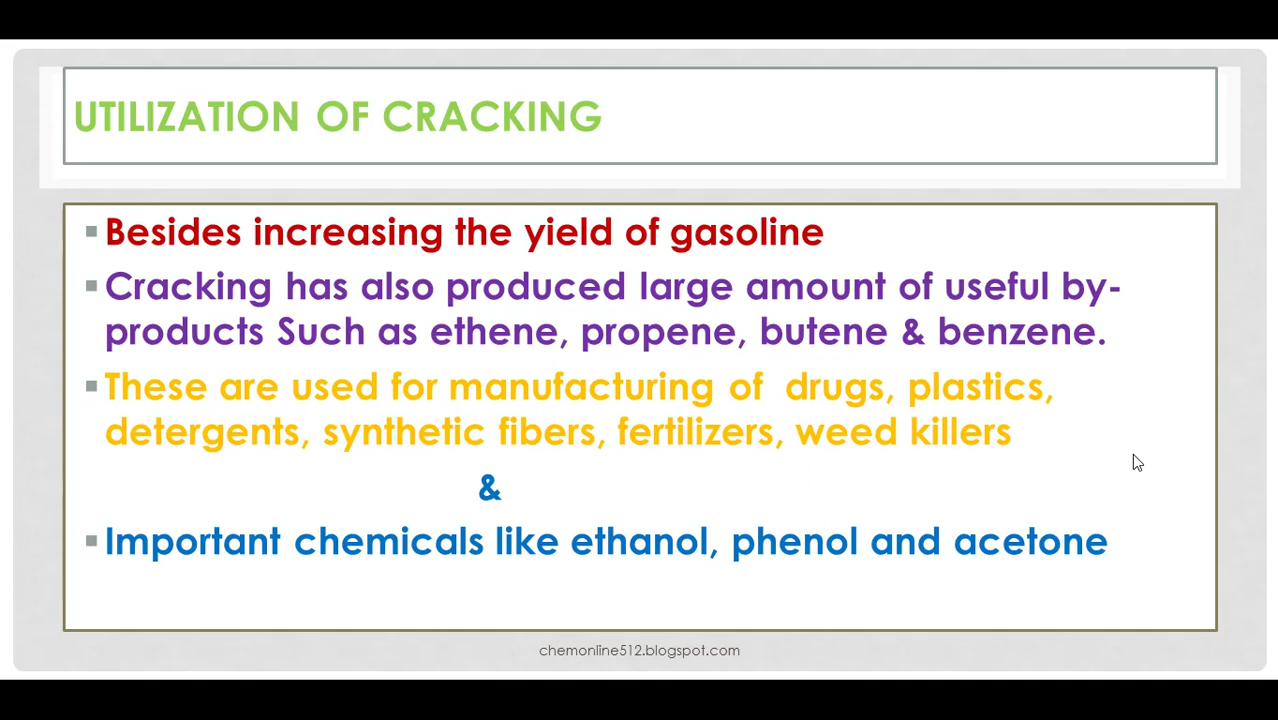 UTILIZATION OF CRACKING
▪ Besides increasing the yield of gasoline
▪ Cracking has also produced large amount of useful by-
products Such as ethene, propene, butene & benzene.
▪ These are used for manufacturing of  drugs, plastics,
detergents, synthetic fibers, fertilizers, weed killers
&
▪ Important chemicals like ethanol, phenol and acetone
chemonline512.blogspot.com